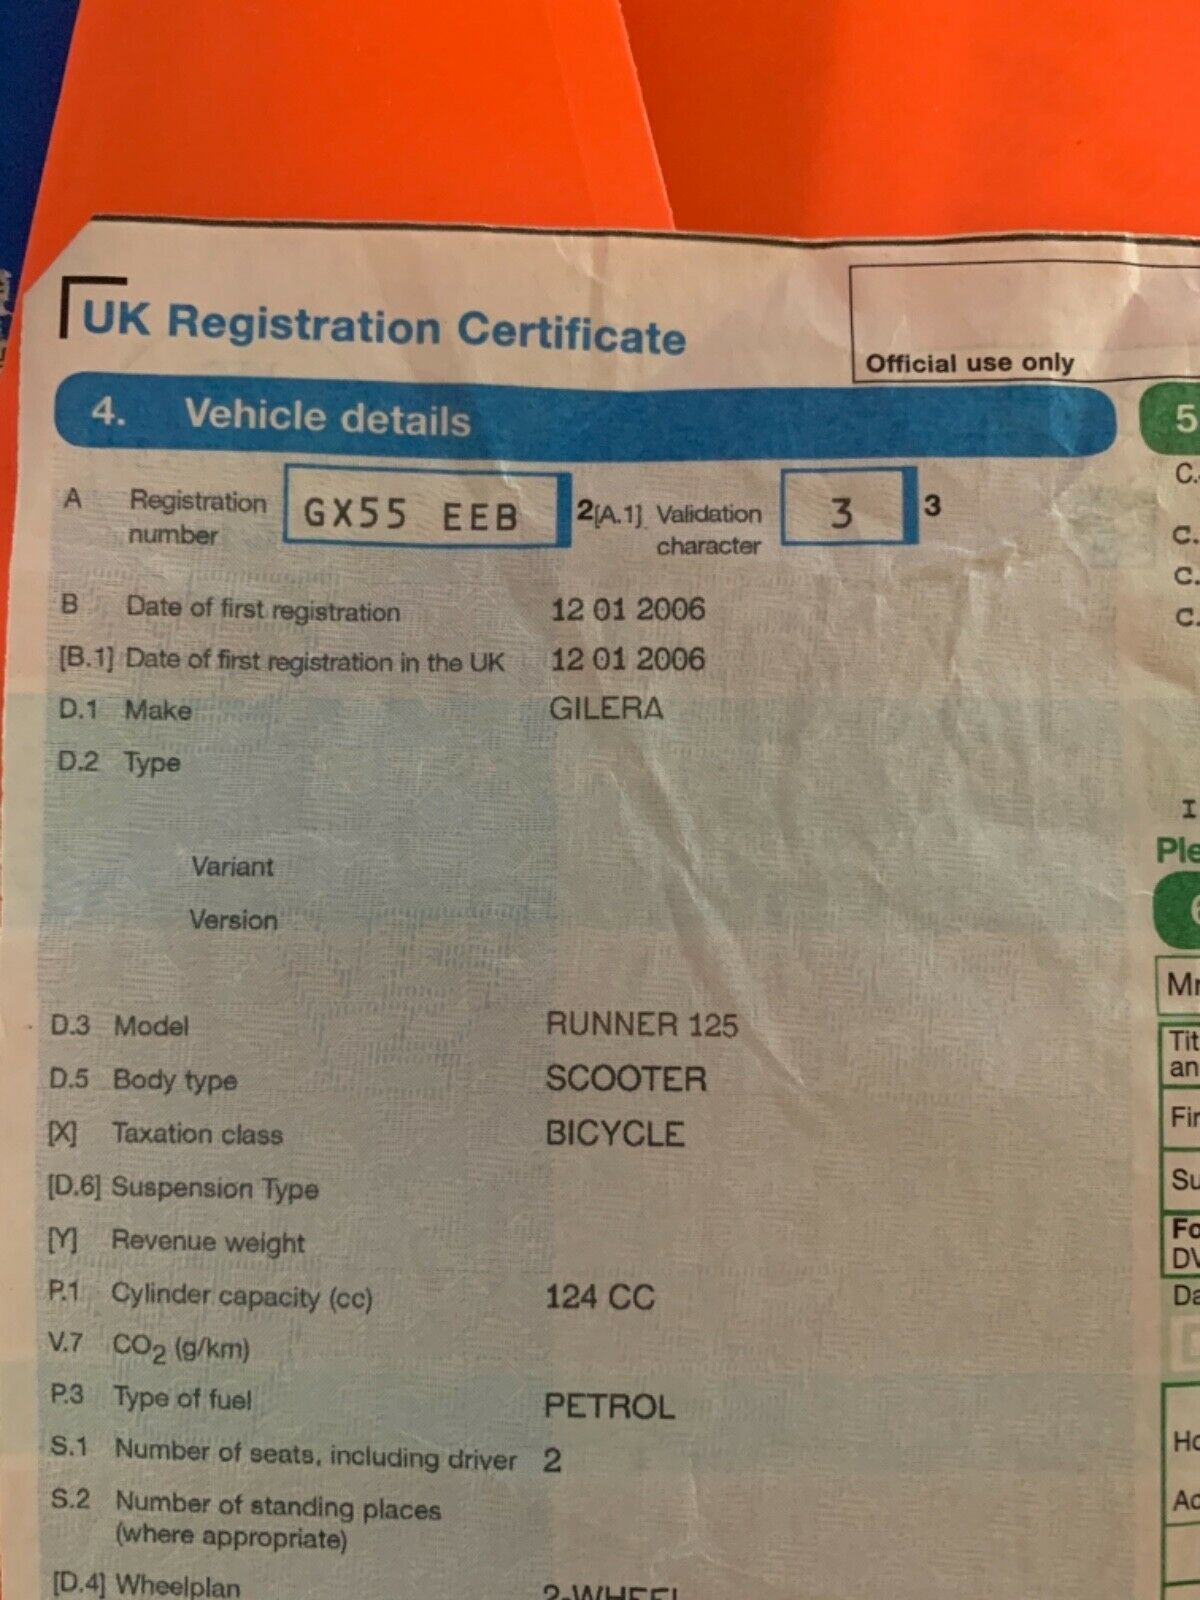 UK Registration Certificate
Official use only
4. Vehicle details
5
A Registration number GX55 EEB 2 [A.1] Validation character 3 3
C.
C.
C.
C.
B Date of first registration 12 01 2006
[B.1] Date of first registration in the UK 12 01 2006
D.1 Make GILERA
D.2 Type
I
Variant
Version
D.3 Model RUNNER 125
D.5 Body type SCOOTER
[X] Taxation class BICYCLE
[D.6] Suspension Type
[Y] Revenue weight
P.1 Cylinder capacity (cc) 124 CC
V.7 CO2 (g/km)
P.3 Type of fuel PETROL
S.1 Number of seats, including driver 2
S.2 Number of standing places
(where appropriate)
[D.4] Wheelplan 2-WHEEL